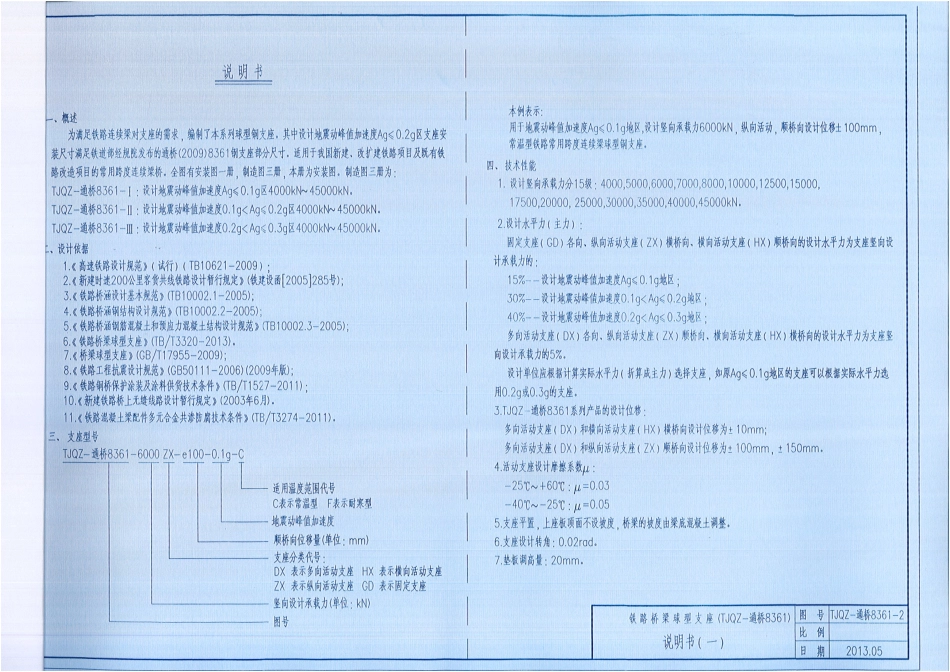 说明书
一、概述
为满足铁路连续梁对支座的需求，编制了本系列球型钢支座。其中设计地震动峰值加速度Ag≤0.2g区支座安
装尺寸满足铁道部经规院发布的通桥(2009)8361钢支座部分尺寸。适用于我国新建、改扩建铁路项目及既有铁
路改造项目的常用跨度连续梁桥。全图有安装图一册，制造图三册，本册为安装图。制造图三册为：
TJQZ-通桥8361-Ⅰ：设计地震动峰值加速度Ag≤0.1g区4000kN~45000kN。
TJQZ-通桥8361-Ⅱ：设计地震动峰值加速度0.1g<Ag≤0.2g区4000kN~45000kN。
TJQZ-通桥8361-Ⅲ：设计地震动峰值加速度0.2g<Ag≤0.3g区4000kN~45000kN。
二、设计依据
1.《高速铁路设计规范》(试行)(TB10621-2009)；
2.《新建时速200公里客货共线铁路设计暂行规定》(铁建设函[2005]285号)；
3.《铁路桥涵设计基本规范》(TB10002.1-2005)；
4.《铁路桥涵钢结构设计规范》(TB10002.2-2005)；
5.《铁路桥涵钢筋混凝土和预应力混凝土结构设计规范》(TB10002.3-2005)；
6.《铁路桥梁球型支座》(TB/T3320-2013)。
7.《桥梁球型支座》(GB/T17955-2009)；
8.《铁路工程抗震设计规范》(GB50111-2006)(2009年版)；
9.《铁路钢桥保护涂装及涂料供货技术条件》(TB/T1527-2011)；
10.《新建铁路桥上无缝线路设计暂行规定》(2003年6月)。
11.《铁路混凝土梁配件多元合金共渗防腐技术条件》(TB/T3274-2011)。
三、支座型号
TJQZ-通桥8361-6000 ZX-e100-0.1g-C
适用温度范围代号
C表示常温型 F表示耐寒型
地震动峰值加速度
顺桥向位移量(单位：mm)
支座分类代号：
DX 表示多向活动支座 HX 表示横向活动支座
ZX 表示纵向活动支座 GD 表示固定支座
竖向设计承载力(单位：kN)
图号
本例表示：
用于地震动峰值加速度Ag≤0.1g地区,设计竖向承载力6000kN，纵向活动，顺桥向设计位移±100mm，
常温型铁路常用跨度连续梁球型钢支座。
四、技术性能
1. 设计竖向承载力分15级：4000,5000,6000,7000,8000,10000,12500,15000,
17500,20000, 25000,30000,35000,40000,45000kN。
2.设计水平力(主力)：
固定支座(GD)各向、纵向活动支座(ZX)横桥向、横向活动支座(HX)顺桥向的设计水平力为支座竖向设
计承载力的：
15%--设计地震动峰值加速度Ag≤0.1g地区；
30%--设计地震动峰值加速度0.1g<Ag≤0.2g地区；
40%--设计地震动峰值加速度0.2g<Ag≤0.3g地区；
多向活动支座(DX)各向、纵向活动支座(ZX)顺桥向、横向活动支座(HX)横桥向的设计水平力为支座竖
向设计承载力的5%。
设计单位应根据计算实际水平力(折算成主力)选择支座，如原Ag≤0.1g地区的支座可以根据实际水平力选
用0.2g或0.3g的支座。
3.TJQZ-通桥8361系列产品的设计位移：
多向活动支座(DX)和横向活动支座(HX)横桥向设计位移为±10mm;
多向活动支座(DX)和纵向活动支座(ZX)顺桥向设计位移为±100mm，±150mm。
4.活动支座设计摩擦系数μ：
-25℃~+60℃：μ=0.03
-40℃~-25℃：μ=0.05
5.支座平置，上座板顶面不设坡度，桥梁的坡度由梁底混凝土调整。
6.支座设计转角：0.02rad。
7.垫板调高量：20mm。
铁路桥梁球型支座(TJQZ-通桥8361)
说明书(一)
图号 TJQZ-通桥8361-2
比例
日期 2013.05